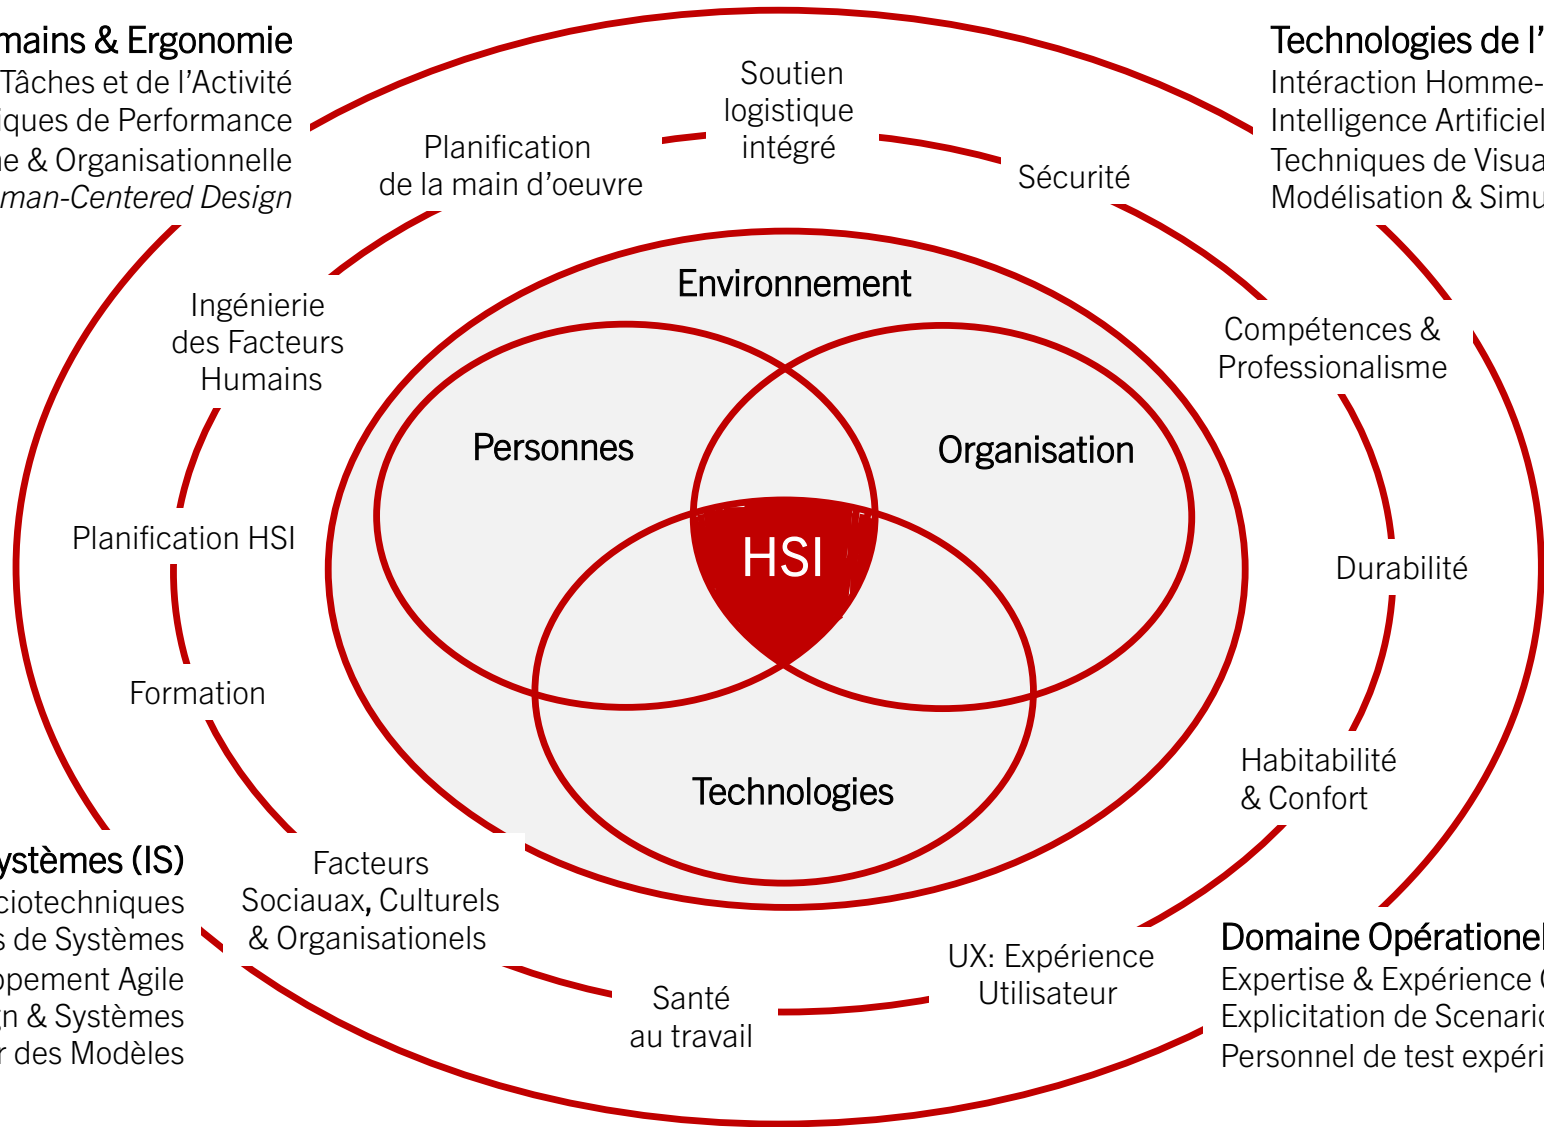 mains & Ergonomie
Tâches et de l’Activité
iques de Performance
ne & Organisationnelle
man-Centered Design
Technologies de l’
Intéraction Homme-
Intelligence Artificiel
Techniques de Visua
Modélisation & Simu
Soutien
logistique
intégré
Planification
de la main d’oeuvre
Sécurité
Ingénierie
des Facteurs
Humains
Environnement
Compétences &
Professionalisme
Personnes
Organisation
Planification HSI
HSI
Durabilité
Formation
Technologies
Habitabilité
& Confort
Facteurs
Sociauax, Culturels
& Organisationels
UX: Expérience
Utilisateur
Santé
au travail
ystèmes (IS)
ciotechniques
s de Systèmes
ppement Agile
gn & Systèmes
r des Modèles
Domaine Opérationel
Expertise & Expérience
Explicitation de Scenario
Personnel de test expéri